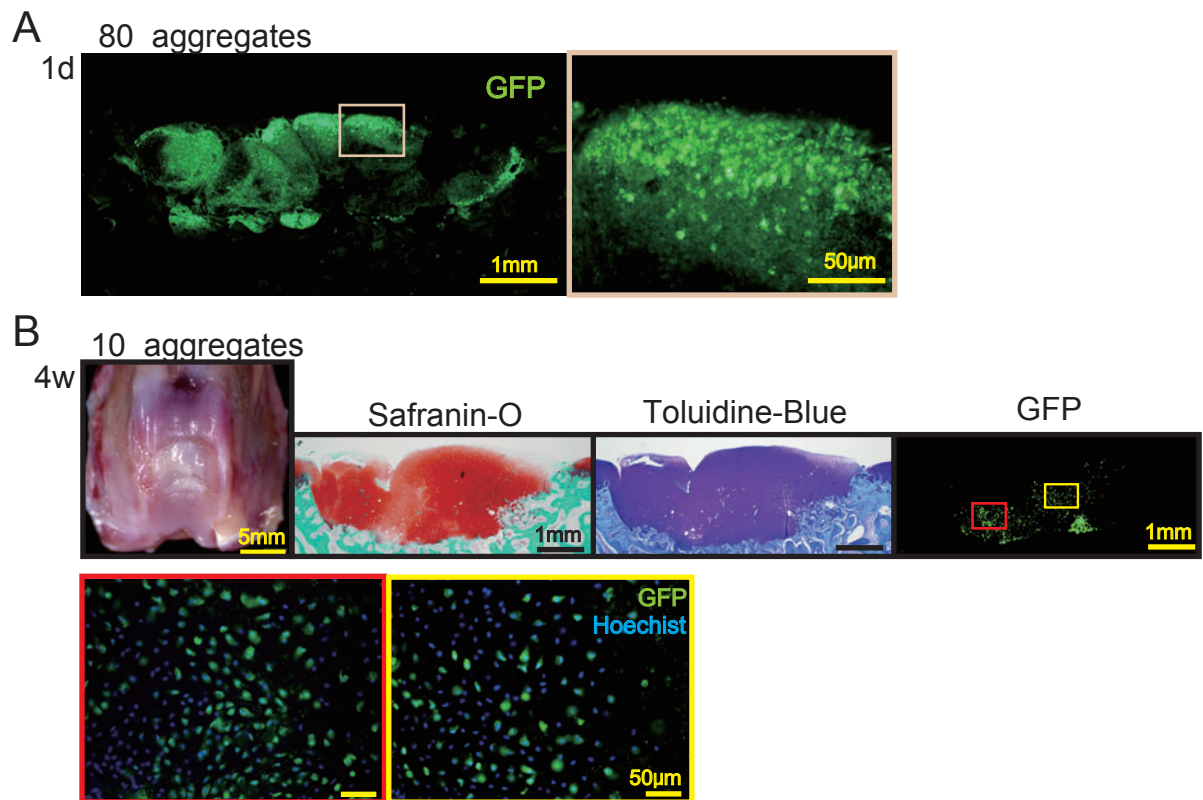 A
80 aggregates
1d
GFP
1mm
50µm
B
10 aggregates
4w
Safranin-O
Toluidine-Blue
GFP
5mm
1mm
1mm
GFP
Hoechist
50µm